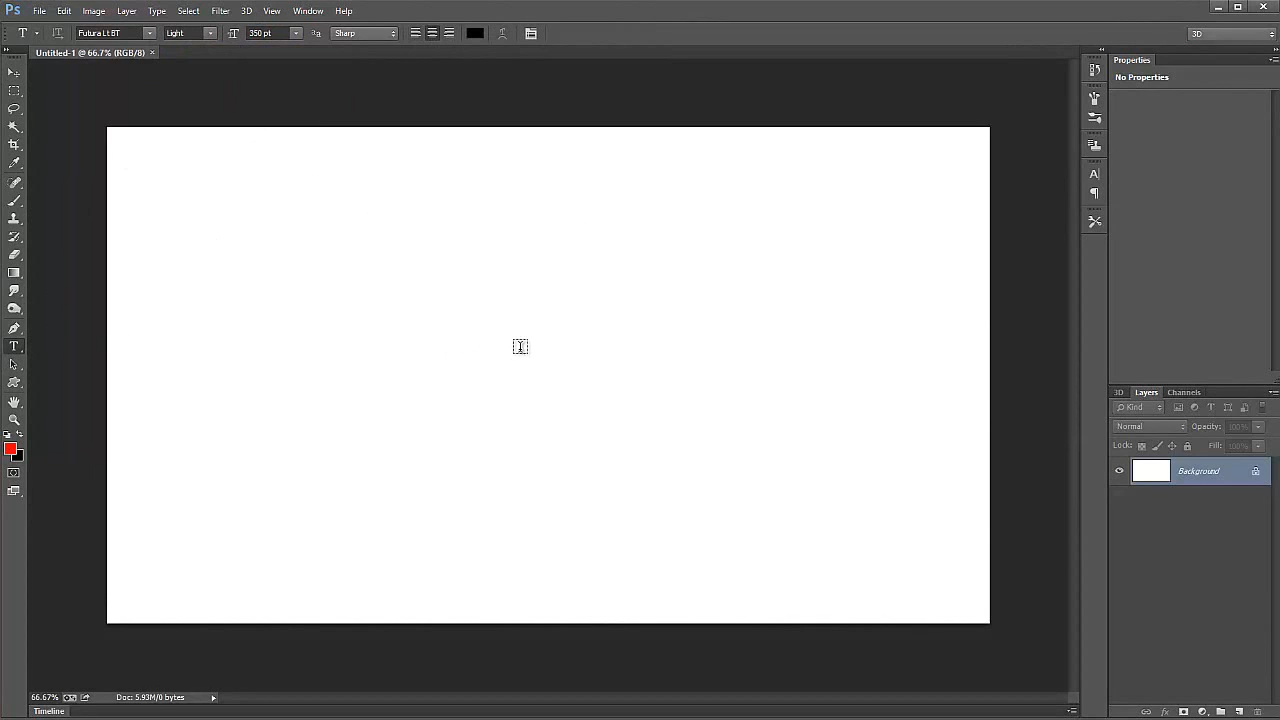 Ps File Edit Image Layer Type Select Filter 3D View Window Help
T Futura Lt BT Light 350 pt Sharp 3D
Untitled-1 @ 66.7% (RGB/8) ×
Properties
No Properties
3D Layers Channels
Kind
Normal Opacity: 100%
Lock: Fill: 100%
Background
66.67% Doc: 5.93M/0 bytes
Timeline